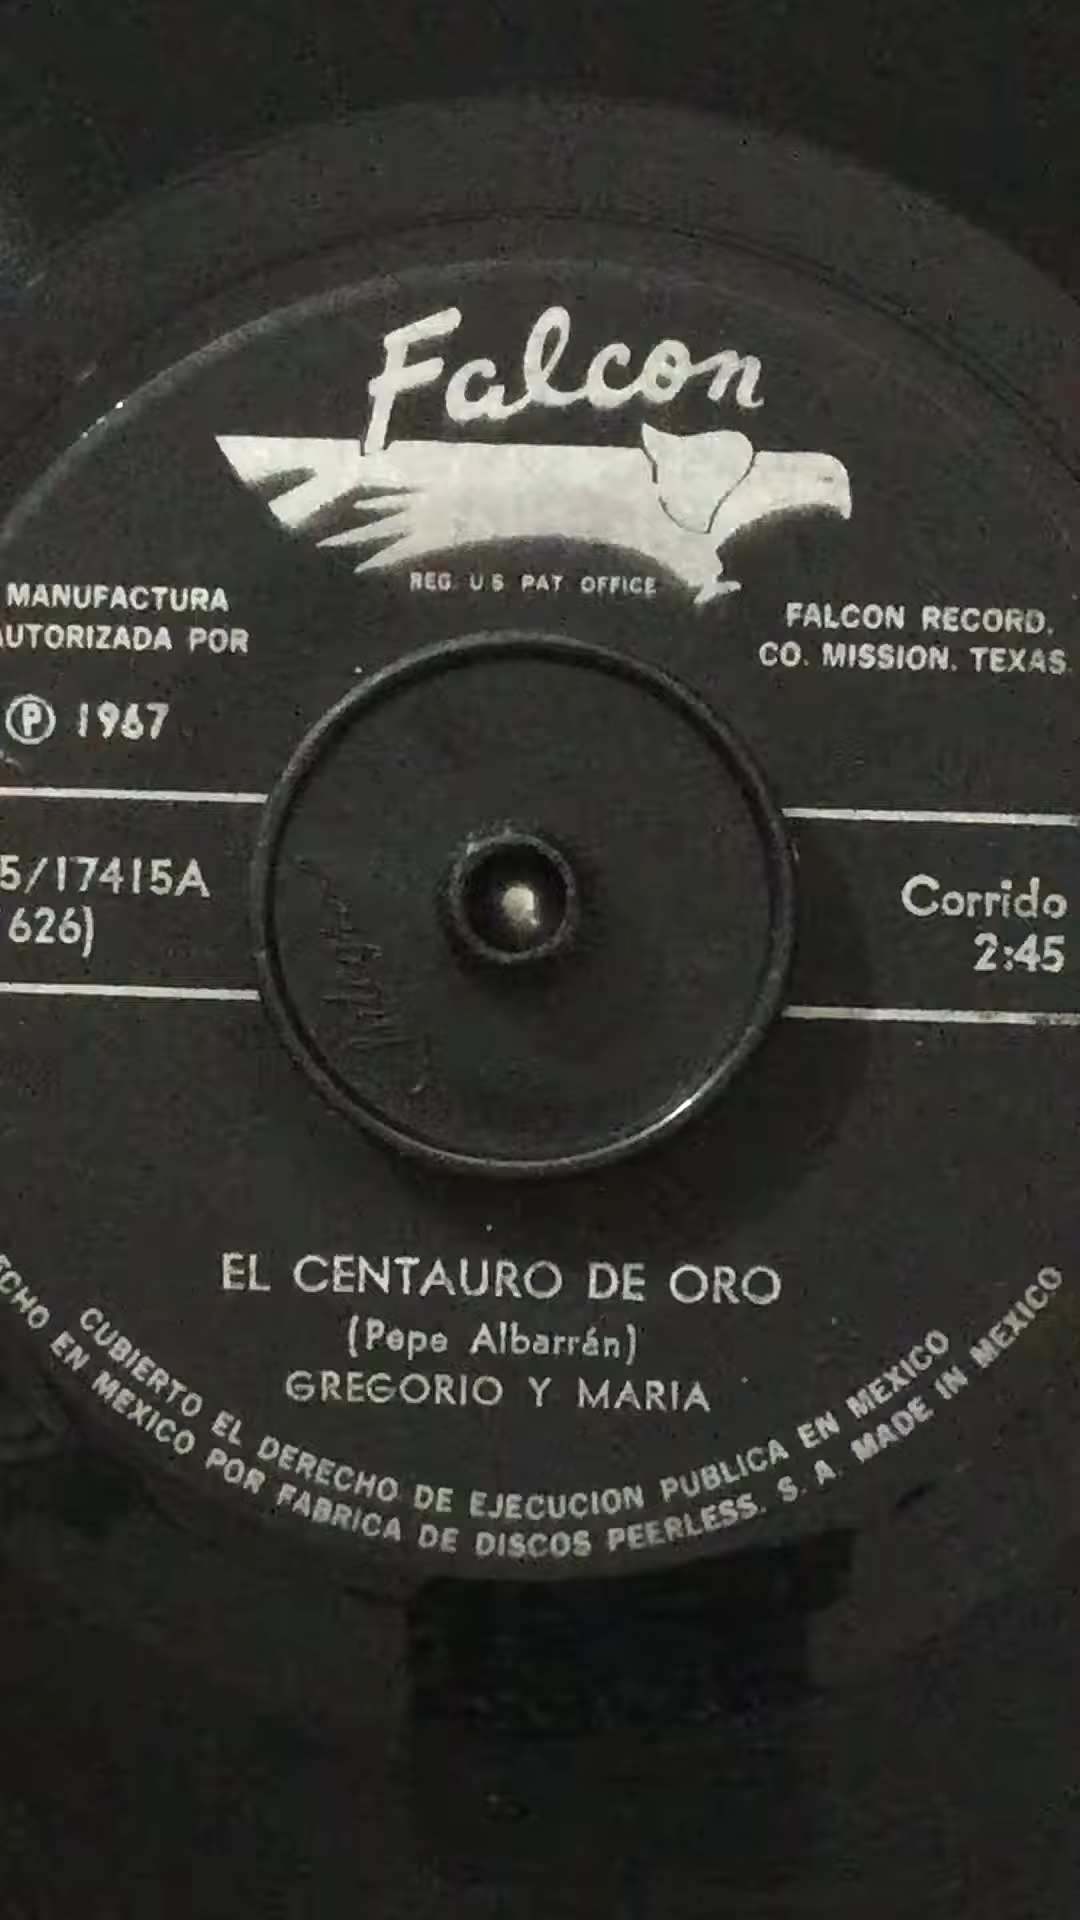 Falcon
REG. U S PAT OFFICE
MANUFACTURA
AUTORIZADA POR
FALCON RECORD.
CO. MISSION. TEXAS
Ⓟ 1967
5/17415A
626)
Corrido
2:45
EL CENTAURO DE ORO
(Pepe Albarrán)
GREGORIO Y MARIA
CUBIERTO EL DERECHO DE EJECUCION PUBLICA EN MEXICO
ECHO EN MEXICO POR FABRICA DE DISCOS PEERLESS. S. A. MADE IN MEXICO